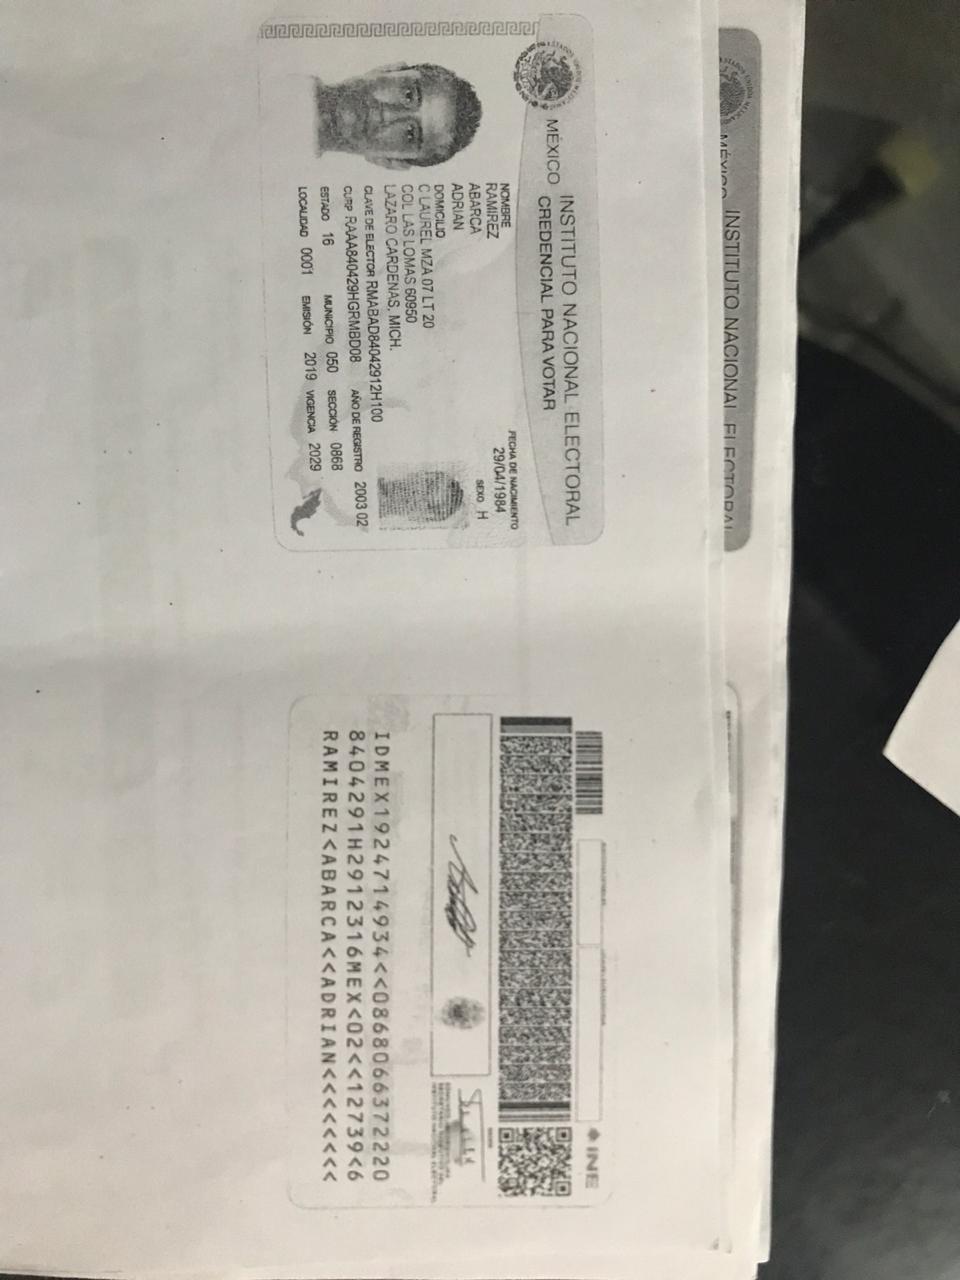 INSTITUTO NACIONAL ELECTORAL
MÉXICO
INSTITUTO NACIONAL ELECTORAL
CREDENCIAL PARA VOTAR
NOMBRE
RAMIREZ
ABARCA
ADRIAN
FECHA DE NACIMIENTO
29/04/1984
SEXO H
DOMICILIO
C LAUREL MZA 07 LT 20
COL LAS LOMAS 60950
LAZARO CARDENAS, MICH.
CLAVE DE ELECTOR RMABAD84042912H100
CURP RAAA840429HGRMBD08 AÑO DE REGISTRO 2003 02
ESTADO 16 MUNICIPIO 050 SECCIÓN 0868
LOCALIDAD 0001 EMISIÓN 2019 VIGENCIA 2029
INE
IDMEX1924714934<<0868066372220
8404291H2912316MEX<02<<12739<6
RAMIREZ<ABARCA<<ADRIAN<<<<<<<<